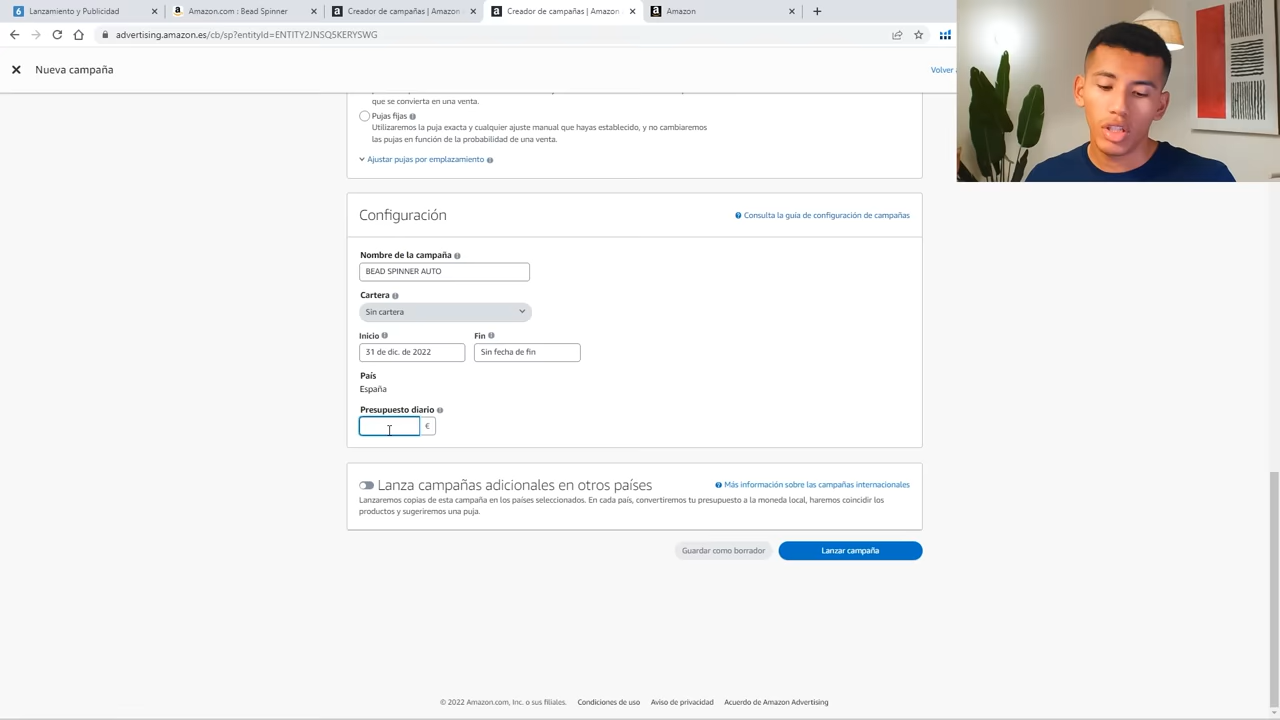 Lanzamiento y Publicidad
Amazon.com : Bead Spinner
Creador de campañas | Amazon
Creador de campañas | Amazon
Amazon
advertising.amazon.es/cb/sp?entityId=ENTITY2JNSQ5KERYSWG
Nueva campaña
Volver
que se convierta en una venta.
Pujas fijas
Utilizaremos la puja exacta y cualquier ajuste manual que hayas establecido, y no cambiaremos
las pujas en función de la probabilidad de una venta.
Ajustar pujas por emplazamiento
Configuración
Consulta la guía de configuración de campañas
Nombre de la campaña
BEAD SPINNER AUTO
Cartera
Sin cartera
Inicio
Fin
31 de dic. de 2022
Sin fecha de fin
País
España
Presupuesto diario
€
Lanza campañas adicionales en otros países
Más información sobre las campañas internacionales
Lanzaremos copias de esta campaña en los países seleccionados. En cada país, convertiremos tu presupuesto a la moneda local, haremos coincidir los
productos y sugeriremos una puja.
Guardar como borrador
Lanzar campaña
© 2022 Amazon.com, Inc. o sus filiales.
Condiciones de uso
Aviso de privacidad
Acuerdo de Amazon Advertising